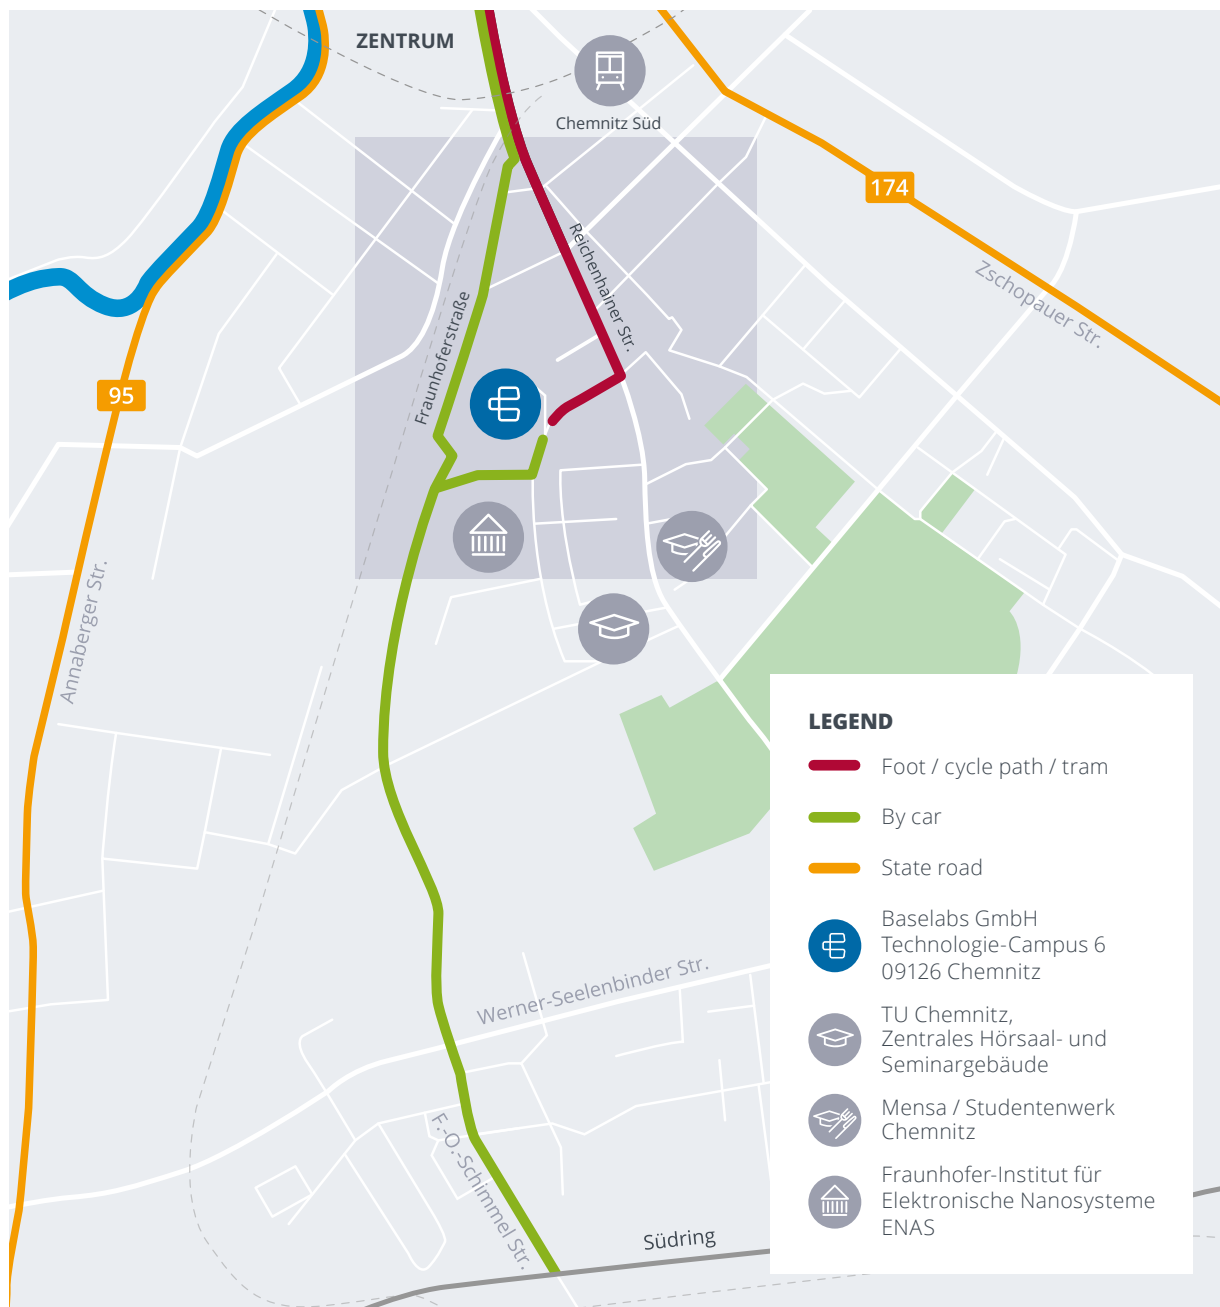 ZENTRUM
Chemnitz Süd
174
Reichenhainer Str.
Zschopauer Str.
Fraunhoferstraße
95
Annaberger Str.
Werner-Seelenbinder Str.
F.-O.-Schimmel Str.
Südring
LEGEND
Foot / cycle path / tram
By car
State road
Baselabs GmbH
Technologie-Campus 6
09126 Chemnitz
TU Chemnitz,
Zentrales Hörsaal- und
Seminargebäude
Mensa / Studentenwerk
Chemnitz
Fraunhofer-Institut für
Elektronische Nanosysteme
ENAS